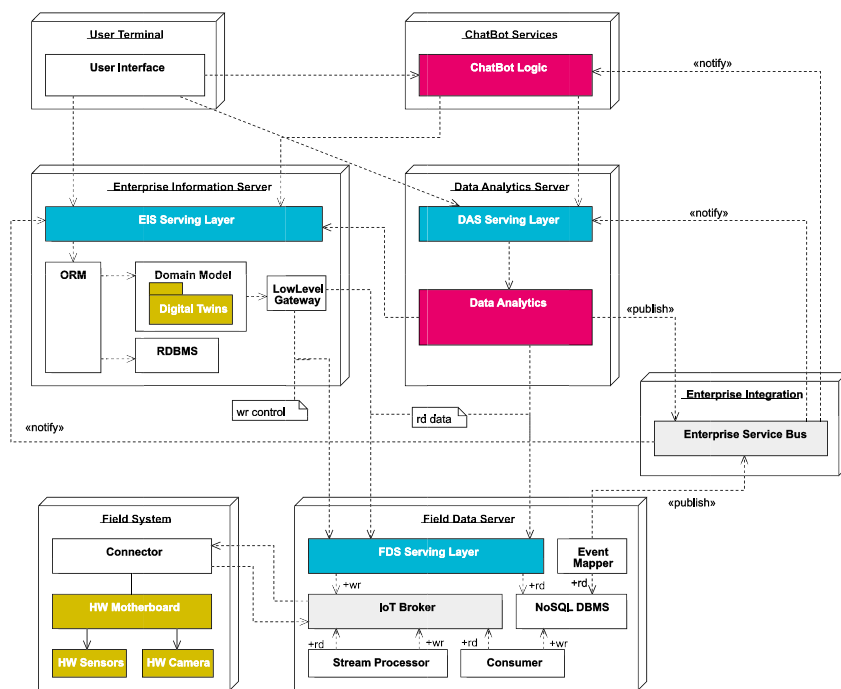 User Terminal
ChatBot Services
User Interface
ChatBot Logic
«notify»
Enterprise Information Server
Data Analytics Server
EIS Serving Layer
DAS Serving Layer
«notify»
ORM
Domain Model
Digital Twins
LowLevel
Gateway
Data Analytics
«publish»
RDBMS
wr control
rd data
Enterprise Integration
«notify»
Enterprise Service Bus
«publish»
Field System
Field Data Server
Connector
FDS Serving Layer
Event
Mapper
+wr
+rd
+rd
HW Motherboard
IoT Broker
NoSQL DBMS
+rd
+wr
+rd
+wr
HW Sensors
HW Camera
Stream Processor
Consumer